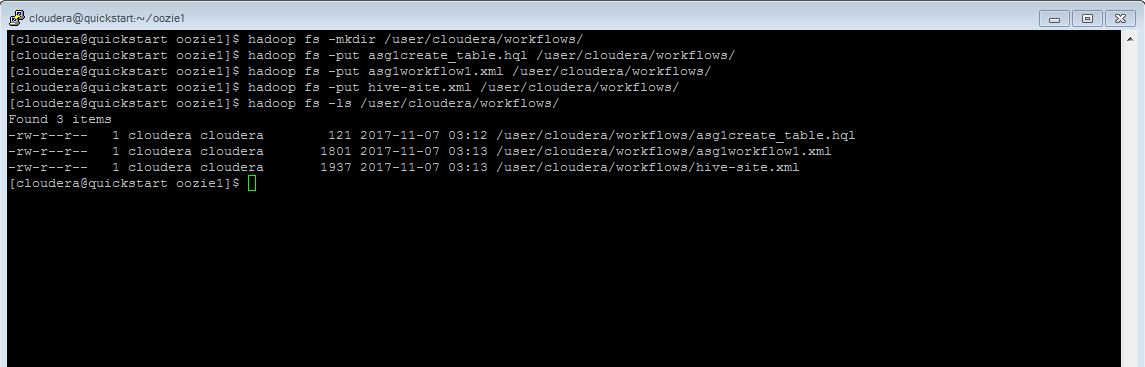 cloudera@quickstart:~/oozie1
[cloudera@quickstart oozie1]$ hadoop fs -mkdir /user/cloudera/workflows/
[cloudera@quickstart oozie1]$ hadoop fs -put asg1create_table.hql /user/cloudera/workflows/
[cloudera@quickstart oozie1]$ hadoop fs -put asg1workflow1.xml /user/cloudera/workflows/
[cloudera@quickstart oozie1]$ hadoop fs -put hive-site.xml /user/cloudera/workflows/
[cloudera@quickstart oozie1]$ hadoop fs -ls /user/cloudera/workflows/
Found 3 items
-rw-r--r--   1 cloudera cloudera        121 2017-11-07 03:12 /user/cloudera/workflows/asg1create_table.hql
-rw-r--r--   1 cloudera cloudera       1801 2017-11-07 03:13 /user/cloudera/workflows/asg1workflow1.xml
-rw-r--r--   1 cloudera cloudera       1937 2017-11-07 03:13 /user/cloudera/workflows/hive-site.xml
[cloudera@quickstart oozie1]$